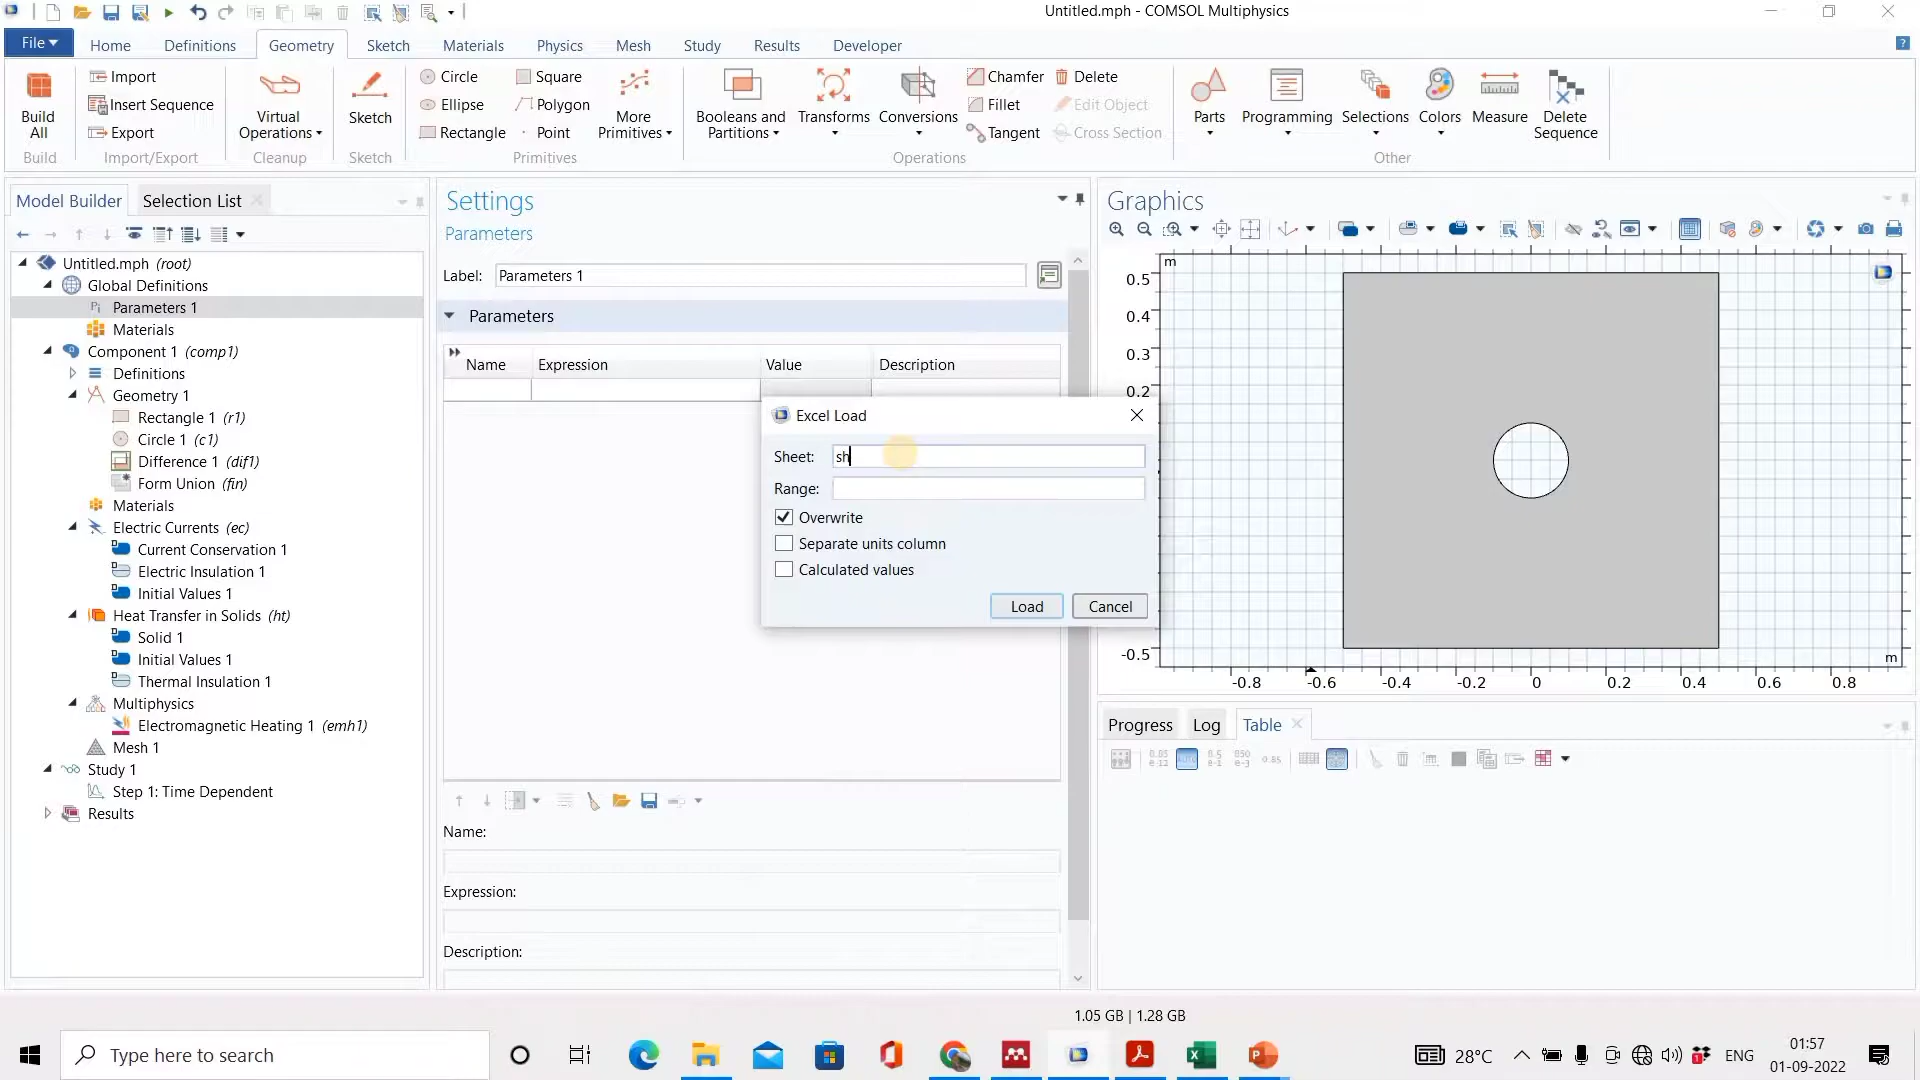 Untitled.mph - COMSOL Multiphysics
File Home Definitions Geometry Sketch Materials Physics Mesh Study Results Developer
Build All
Build
Import
Insert Sequence
Export
Import/Export
Virtual Operations
Cleanup
Sketch
Sketch
Circle
Ellipse
Rectangle
Square
Polygon
Point
More Primitives
Primitives
Booleans and Partitions
Transforms
Conversions
Chamfer
Fillet
Tangent
Delete
Edit Object
Cross Section
Operations
Parts
Programming
Selections
Colors
Measure
Delete Sequence
Other
Model Builder
Selection List
Untitled.mph (root)
Global Definitions
Pi Parameters 1
Materials
Component 1 (comp1)
Definitions
Geometry 1
Rectangle 1 (r1)
Circle 1 (c1)
Difference 1 (dif1)
Form Union (fin)
Materials
Electric Currents (ec)
Current Conservation 1
Electric Insulation 1
Initial Values 1
Heat Transfer in Solids (ht)
Solid 1
Initial Values 1
Thermal Insulation 1
Multiphysics
Electromagnetic Heating 1 (emh1)
Mesh 1
Study 1
Step 1: Time Dependent
Results
Settings
Parameters
Label: Parameters 1
Parameters
Name Expression Value Description
Excel Load
Sheet: sh
Range:
Overwrite
Separate units column
Calculated values
Load Cancel
Name:
Expression:
Description:
Graphics
m
0.5
0.4
0.3
0.2
-0.5
m
-0.8 -0.6 -0.4 -0.2 0 0.2 0.4 0.6 0.8
Progress Log Table
AUTO
0.85
1.05 GB | 1.28 GB
Type here to search
28°C
ENG
01:57
01-09-2022